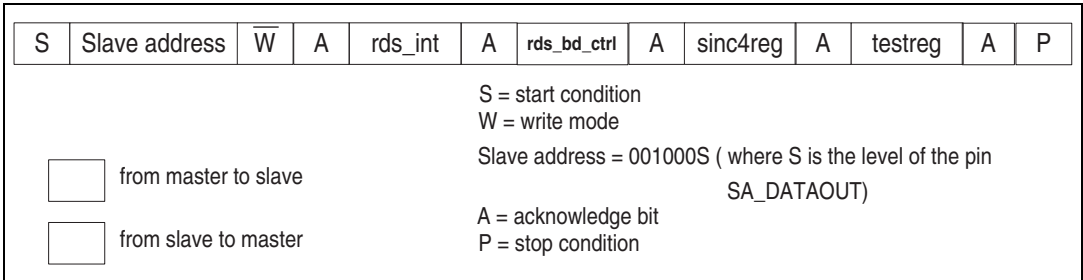 S Slave address W̅ A rds_int A rds_bd_ctrl A sinc4reg A testreg A P
S = start condition
W = write mode
Slave address = 001000S ( where S is the level of the pin
SA_DATAOUT)
from master to slave
A = acknowledge bit
from slave to master
P = stop condition